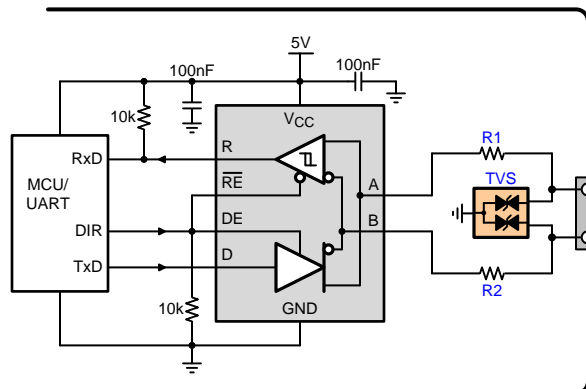 5V
100nF
100nF
10k
VCC
R1
RxD
R
A
TVS
MCU/
UART
RE
DIR
DE
B
TxD
D
R2
10k
GND